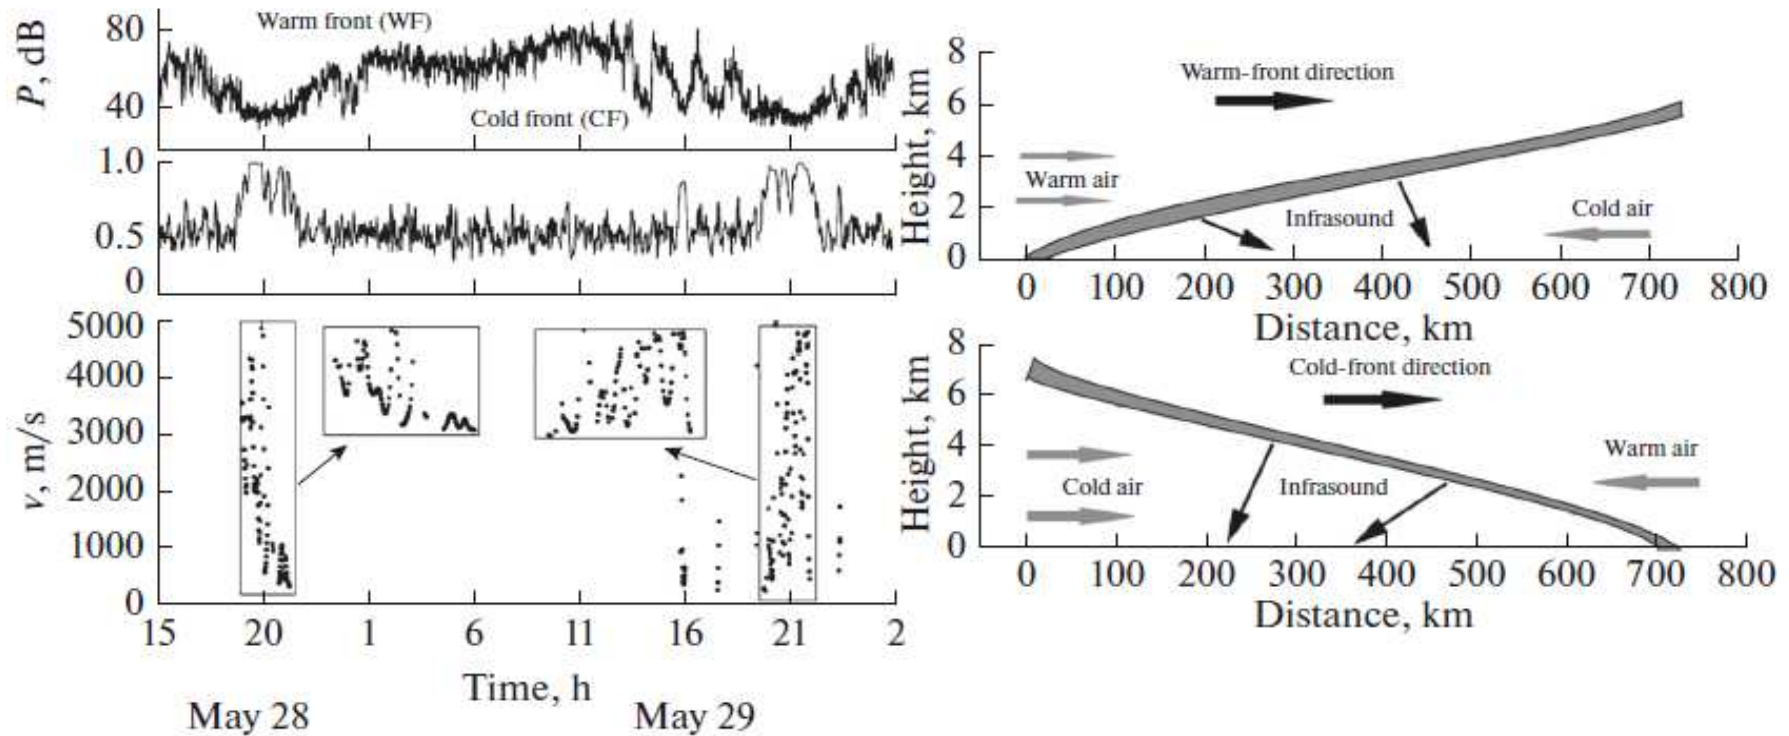 P, dB
80
40
Warm front (WF)
Cold front (CF)
1.0
0.5
0
v, m/s
5000
4000
3000
2000
1000
0
15 20 1 6 11 16 21 2
Time, h
May 28 May 29
Height, km
8
6
4
2
0
Warm-front direction
Warm air
Infrasound
Cold air
0 100 200 300 400 500 600 700 800
Distance, km
Height, km
8
6
4
2
0
Cold-front direction
Warm air
Cold air
Infrasound
0 100 200 300 400 500 600 700 800
Distance, km